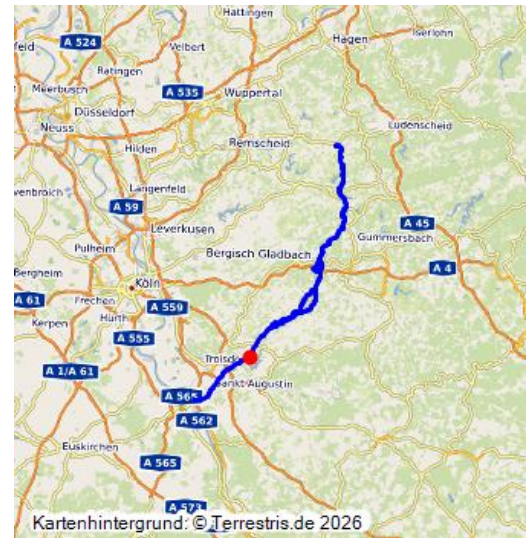 Hattingen
A 524
Velbert
Hagen
Iserlohn
Ratingen
A 535
Meerbusch
Wuppertal
Düsseldorf
Neuss
Ludenscheid
Hilden
Remscheid
Langenfeld
A 59
Leverkusen
A 45
Pulheim
Bergisch Gladbach
Gummersbach
Bergheim
A 4
Köln
A 61
Frechen
A 559
Hürth
Kerpen
A 555
Troisdo
A 1/A 61
Sankt Augustin
A 565
A 562
Euskirchen
A 565
A 573
Kartenhintergrund: © Terrestris.de 2026